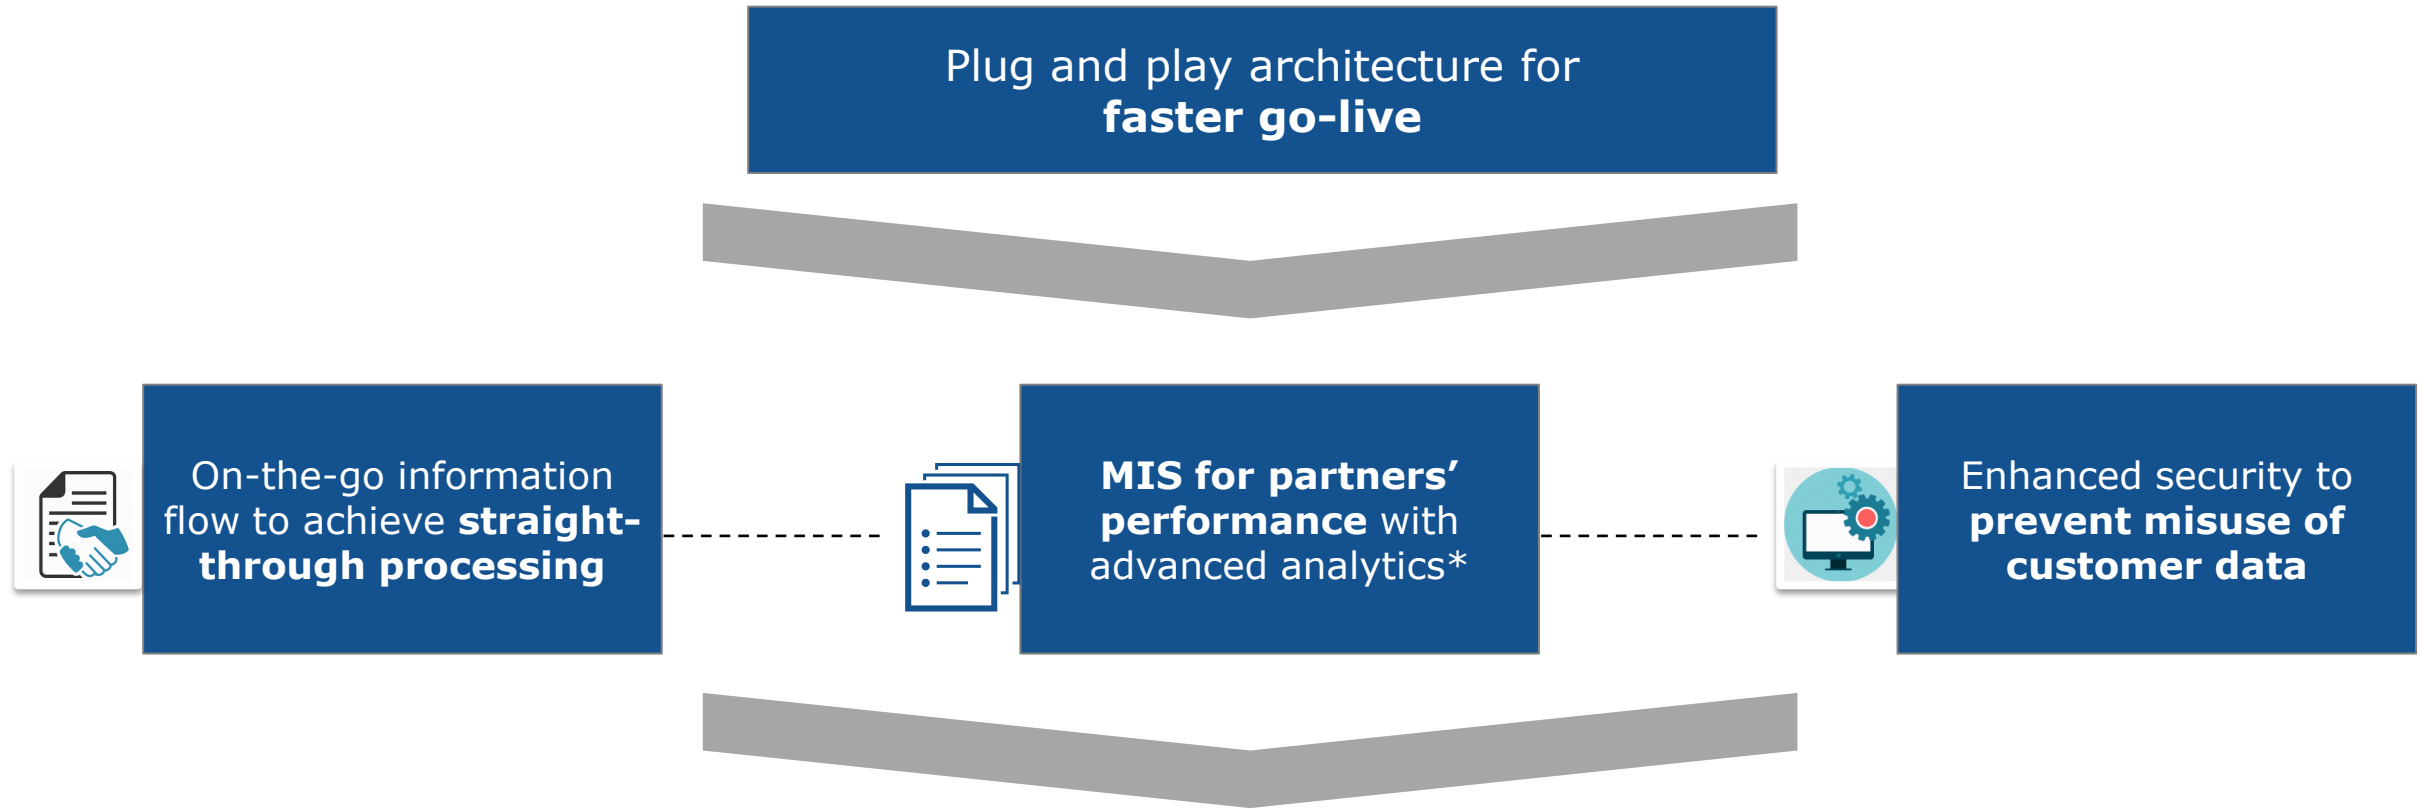 Plug and play architecture for
faster go-live
On-the-go information
flow to achieve straight-
through processing
MIS for partners’
performance with
advanced analytics*
Enhanced security to
prevent misuse of
customer data